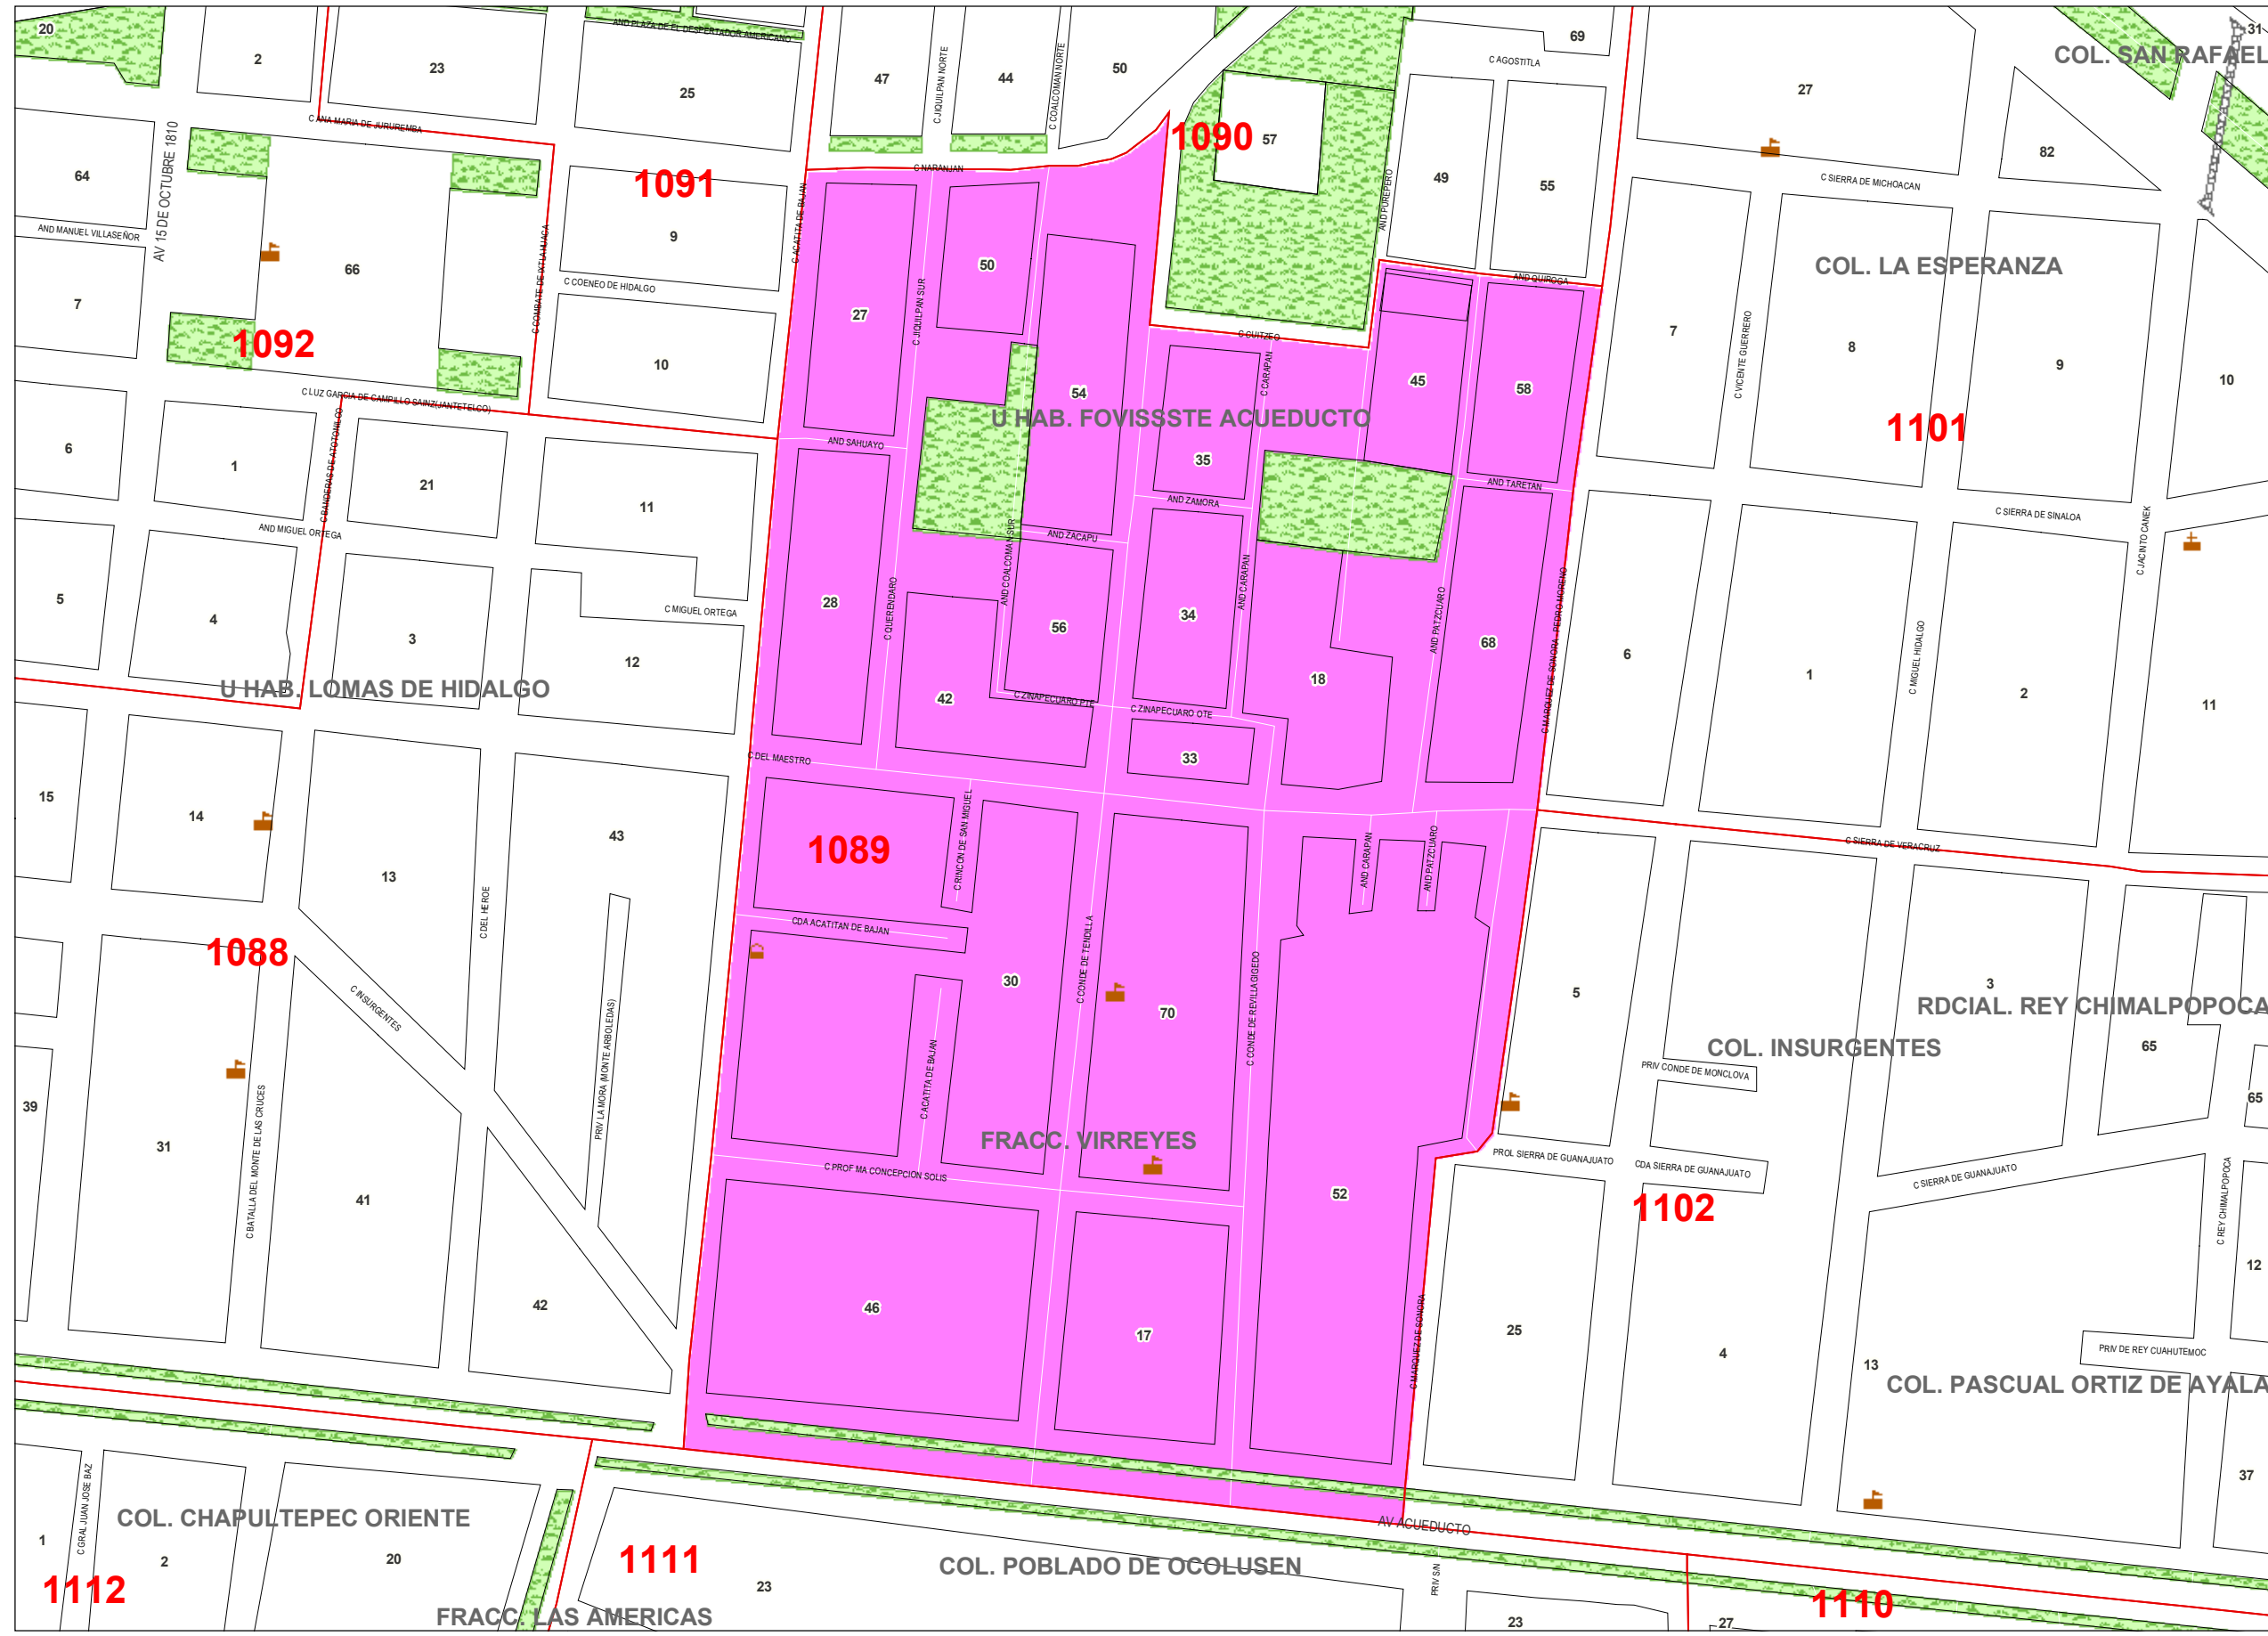 20
2
23
AND PLAZA DE EL DESPERTADOR AMERICANO
25
47
C JIQUILPAN NORTE
44
C COALCOMAN NORTE
50
69
C AGOSTITLA
27
COL. SAN RAFAEL
31
64
AV 15 DE OCTUBRE 1810
C ANA MARIA DE JURUREMBA
1091
1090
57
49
55
AND PUREPERO
82
C SIERRA DE MICHOACAN
AND MANUEL VILLASEÑOR
66
7
1092
C COMBATE DE IXTLAHUACA
9
C COENEO DE HIDALGO
10
C ACATITA DE BAJAN
C NARANJAN
27
C JIQUILPAN SUR
50
54
C CUITZEO
AND QUIROGA
45
58
35
C CARAPAN
U HAB. FOVISSSTE ACUEDUCTO
COL. LA ESPERANZA
7
C VICENTE GUERRERO
8
9
10
1101
C LUZ GARCIA DE CAMPILLO SAINZ(JANTETELCO)
6
1
C BANDERAS DE ATOTONILCO
21
11
AND MIGUEL ORTEGA
AND SAHUAYO
AND ZACAPU
AND ZAMORA
AND TARETAN
C SIERRA DE SINALOA
C JACINTO CANEK
5
4
3
12
C MIGUEL ORTEGA
28
C QUERENDARO
AND COALCOMAN SUR
56
34
AND CARAPAN
AND PATZCUARO
68
C MARQUEZ DE SONORA - PEDRO MORENO
6
1
C MIGUEL HIDALGO
2
11
U HAB. LOMAS DE HIDALGO
42
C ZINAPECUARO PTE
C ZINAPECUARO OTE
18
33
C DEL MAESTRO
15
14
13
43
C DEL HEROE
1089
C RINCON DE SAN MIGUEL
AND CARAPAN
AND PATZCUARO
C SIERRA DE VERACRUZ
1088
C INSURGENTES
CDA ACATITAN DE BAJAN
30
C CONDE DE TENDILLA
70
C CONDE DE REVILLAGIGEDO
5
3
RDCIAL. REY CHIMALPOPOCA
COL. INSURGENTES
65
PRIV CONDE DE MONCLOVA
65
39
31
C BATALLA DEL MONTE DE LAS CRUCES
41
PRIV LA MORA (MONTE ARBOLEDAS)
C ACATITA DE BAJAN
FRACC. VIRREYES
C PROF MA CONCEPCION SOLIS
52
PROL SIERRA DE GUANAJUATO
CDA SIERRA DE GUANAJUATO
C SIERRA DE GUANAJUATO
1102
C REY CHIMALPOPOCA
12
42
46
17
C MARQUEZ DE SONORA
25
4
13
PRIV DE REY CUAHUTEMOC
COL. PASCUAL ORTIZ DE AYALA
37
COL. CHAPULTEPEC ORIENTE
C GRAL JUAN JOSE BAZ
1
2
20
1112
1111
23
COL. POBLADO DE OCOLUSEN
AV ACUEDUCTO
PRIV S/N
23
27
1110
FRACC. LAS AMERICAS